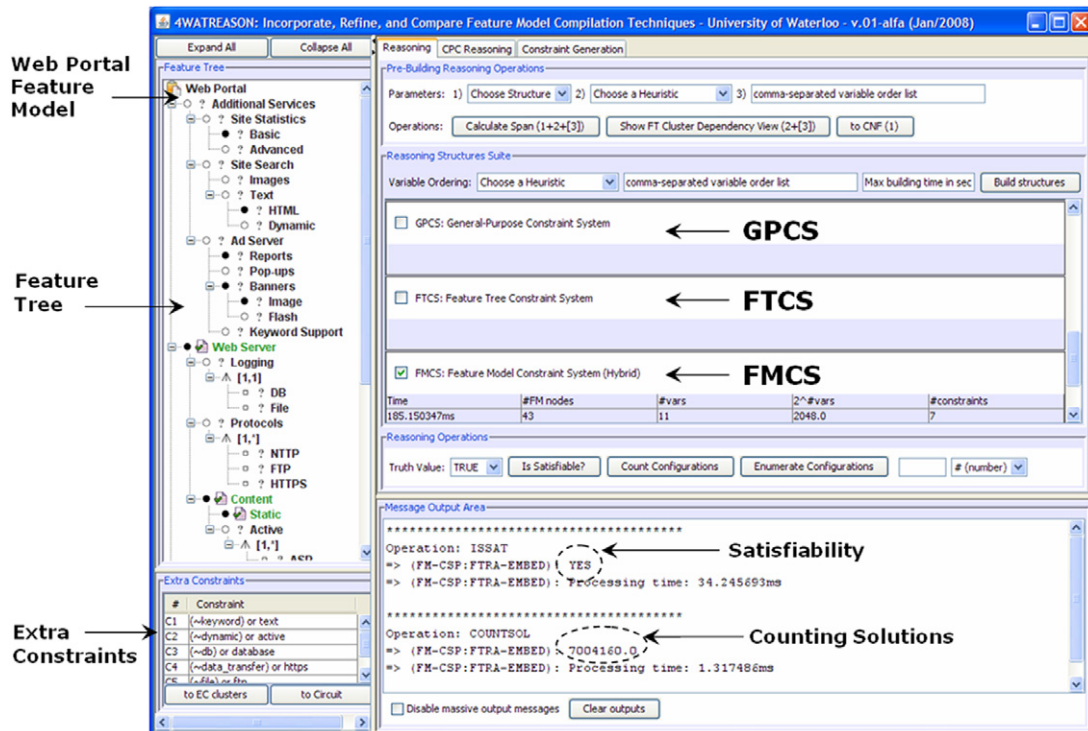 4WATREASON: Incorporate, Refine, and Compare Feature Model Compilation Techniques - University of Waterloo - v.01-alfa (Jan/2008)
Expand All
Collapse All
Feature Tree
Web Portal
? Additional Services
? Site Statistics
? Basic
? Advanced
? Site Search
? Images
? Text
? HTML
? Dynamic
? Ad Server
? Reports
? Pop-ups
? Banners
? Image
? Flash
? Keyword Support
Web Server
? Logging
[1,1]
? DB
? File
? Protocols
[1,*]
? NTTP
? FTP
? HTTPS
Content
Static
? Active
[1,*]
? ASP
Extra Constraints
# Constraint
C1 (~keyword) or text
C2 (~dynamic) or active
C3 (~db) or database
C4 (~data_transfer) or https
C5 (~file) or ftp
to EC clusters
to Circuit
Web Portal
Feature
Model
Feature
Tree
Extra
Constraints
Reasoning
CPC Reasoning
Constraint Generation
Pre-Building Reasoning Operations
Parameters: 1) Choose Structure 2) Choose a Heuristic 3) comma-separated variable order list
Operations: Calculate Span (1+2+[3]) Show FT Cluster Dependency View (2+[3]) to CNF (1)
Reasoning Structures Suite
Variable Ordering: Choose a Heuristic comma-separated variable order list Max building time in sec Build structures
GPCS: General-Purpose Constraint System
GPCS
FTCS: Feature Tree Constraint System
FTCS
FMCS: Feature Model Constraint System (Hybrid)
FMCS
Time #FM nodes #vars 2^#vars #constraints
185.150347ms 43 11 2048.0 7
Reasoning Operations
Truth Value: TRUE Is Satisfiable? Count Configurations Enumerate Configurations # (number)
Message Output Area
****************************************
Operation: ISSAT
=> (FM-CSP:FTRA-EMBED): YES
=> (FM-CSP:FTRA-EMBED): Processing time: 34.245693ms
Satisfiability
****************************************
Operation: COUNTSOL
=> (FM-CSP:FTRA-EMBED): 7004160.0
=> (FM-CSP:FTRA-EMBED): Processing time: 1.317486ms
Counting Solutions
Disable massive output messages
Clear outputs